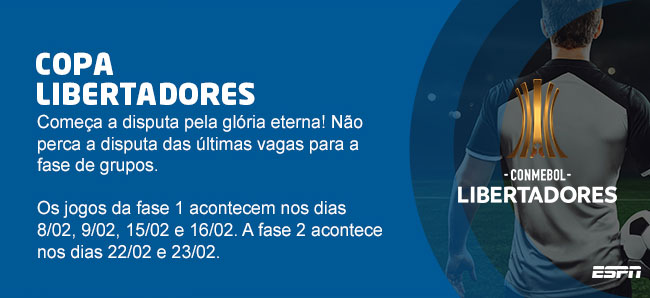 COPA
LIBERTADORES
Começa a disputa pela glória eterna! Não
perca a disputa das últimas vagas para a
fase de grupos.
Os jogos da fase 1 acontecem nos dias
8/02, 9/02, 15/02 e 16/02. A fase 2 acontece
nos dias 22/02 e 23/02.
-CONMEBOL-
LIBERTADORES
ESPN